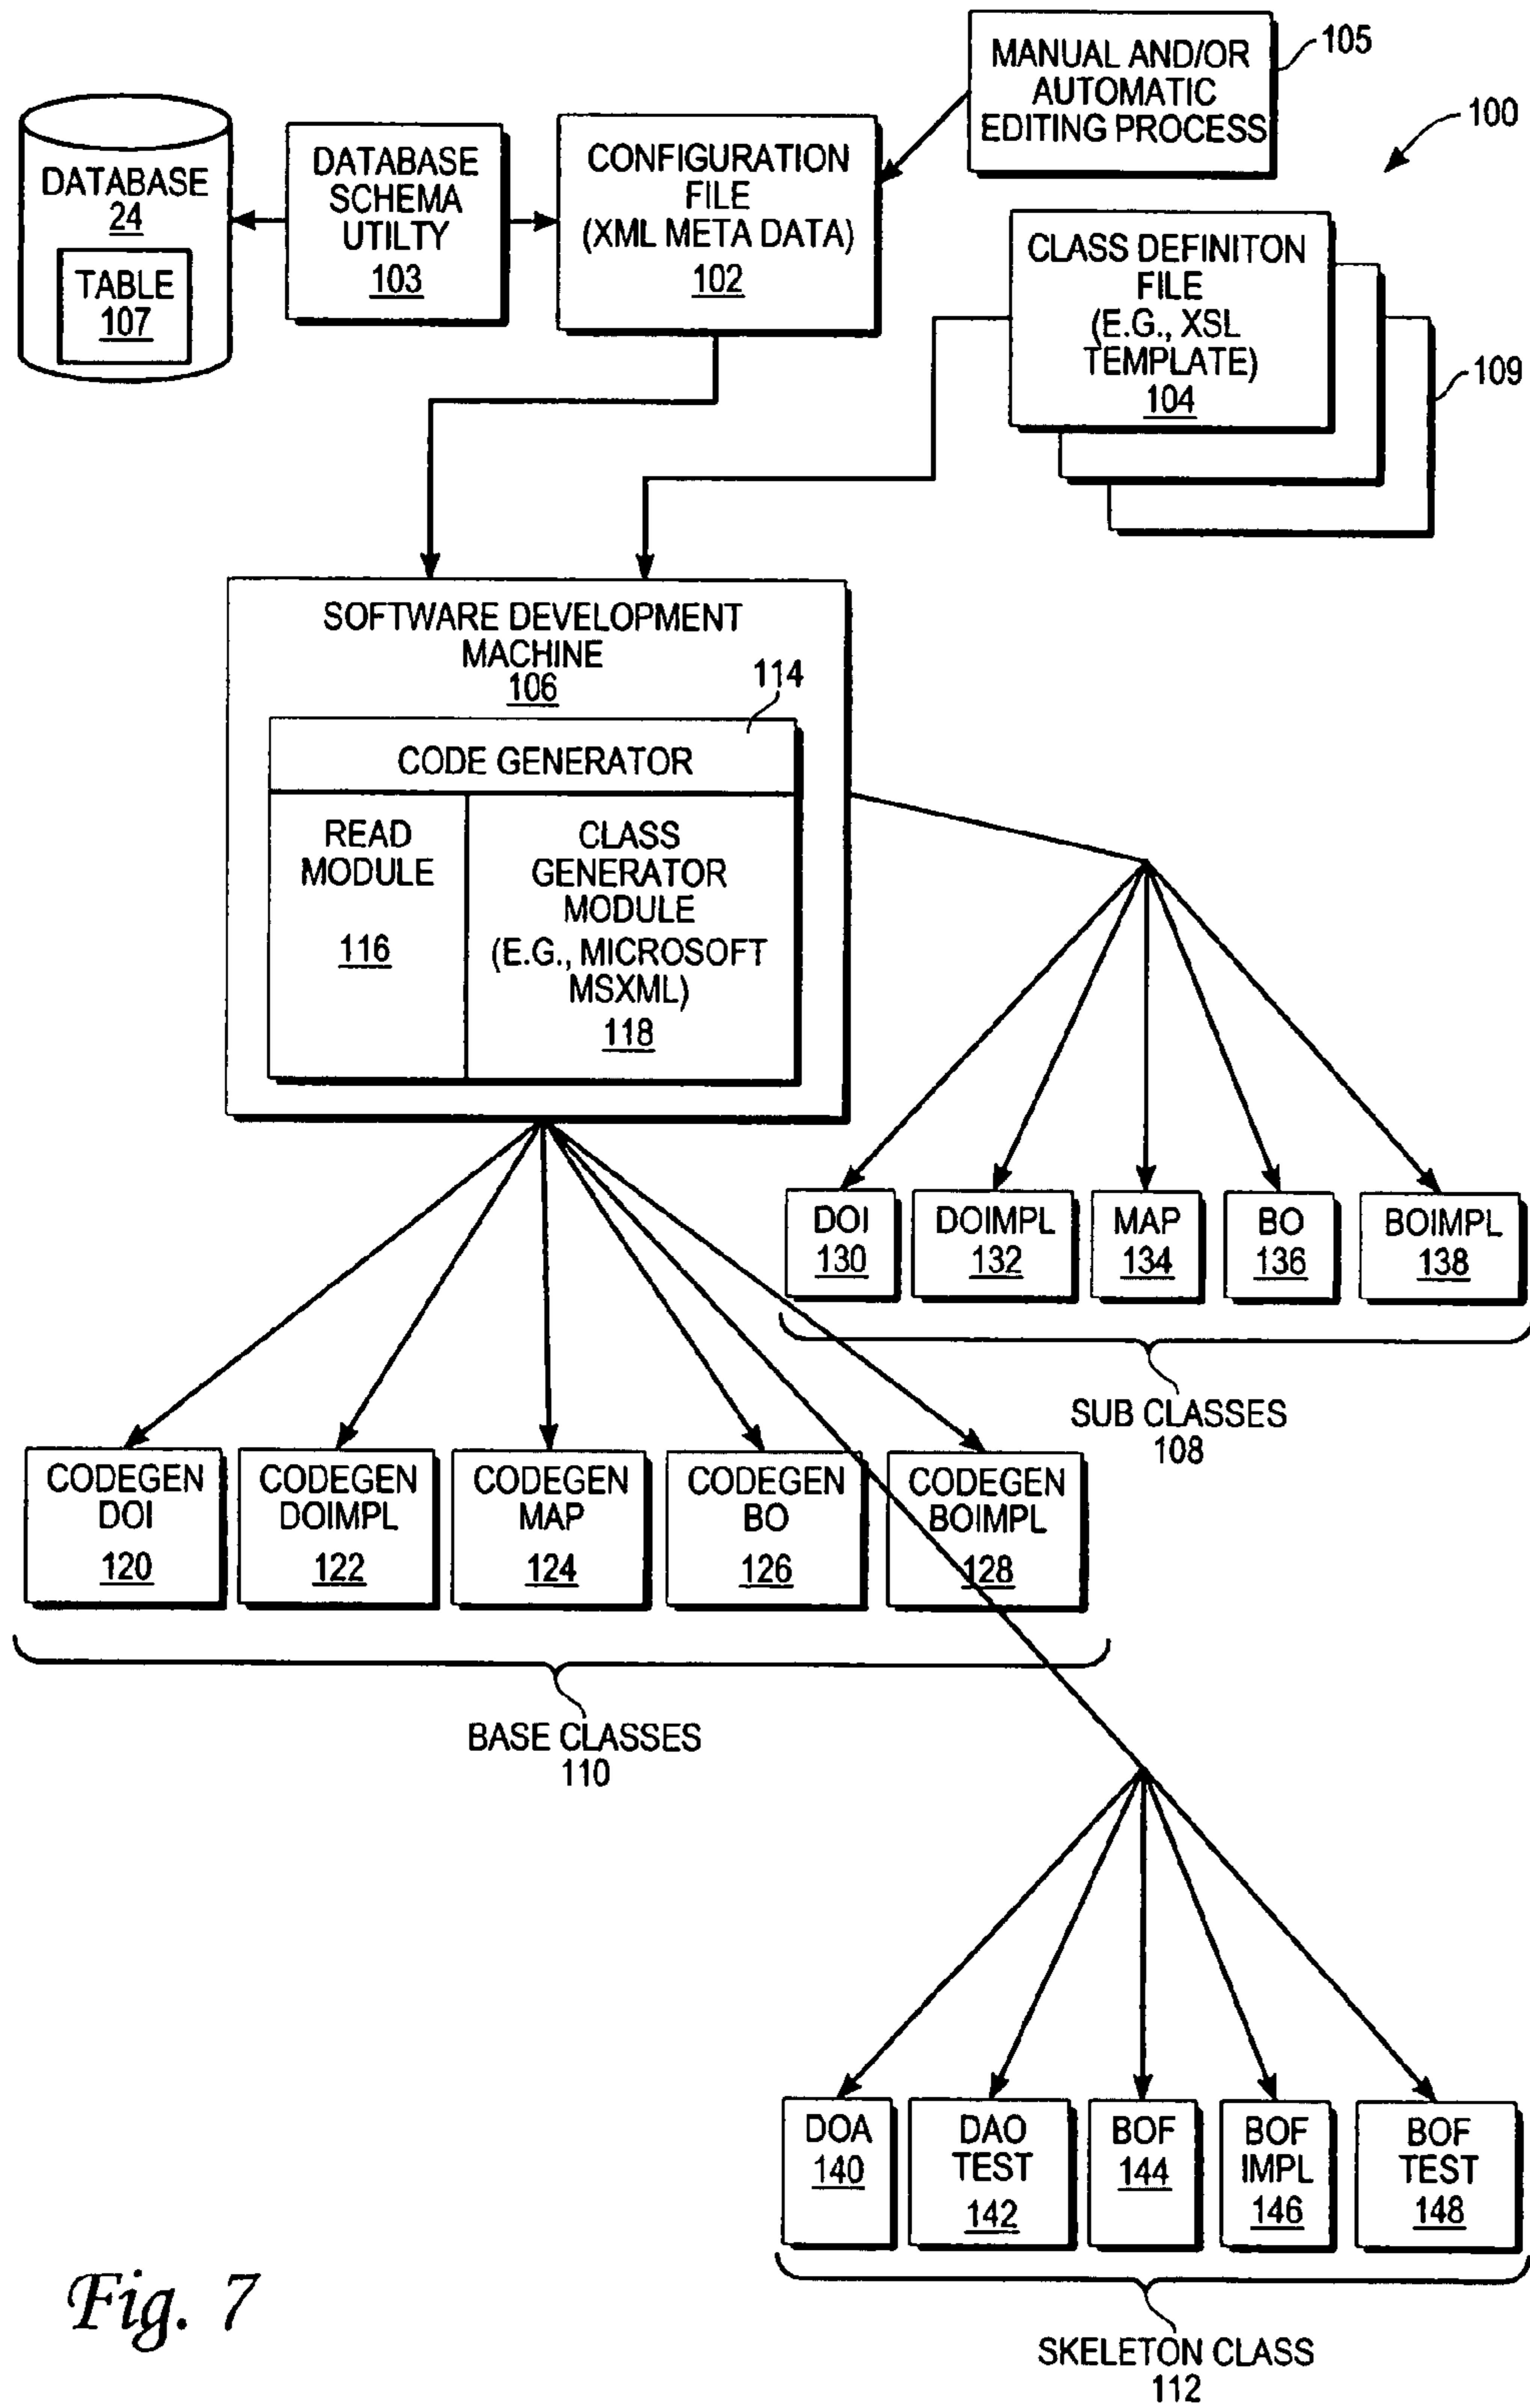 MANUAL AND/OR
AUTOMATIC
EDITING PROCESS
105
100
DATABASE
24
TABLE
107
DATABASE
SCHEMA
UTILTY
103
CONFIGURATION
FILE
(XML META DATA)
102
CLASS DEFINITON
FILE
(E.G., XSL
TEMPLATE)
104
109
SOFTWARE DEVELOPMENT
MACHINE
106
114
CODE GENERATOR
READ
MODULE
116
CLASS
GENERATOR
MODULE
(E.G., MICROSOFT
MSXML)
118
DOI
130
DOIMPL
132
MAP
134
BO
136
BOIMPL
138
SUB CLASSES
108
CODEGEN
DOI
120
CODEGEN
DOIMPL
122
CODEGEN
MAP
124
CODEGEN
BO
126
CODEGEN
BOIMPL
128
BASE CLASSES
110
DOA
140
DAO
TEST
142
BOF
144
BOF
IMPL
146
BOF
TEST
148
SKELETON CLASS
112
Fig. 7